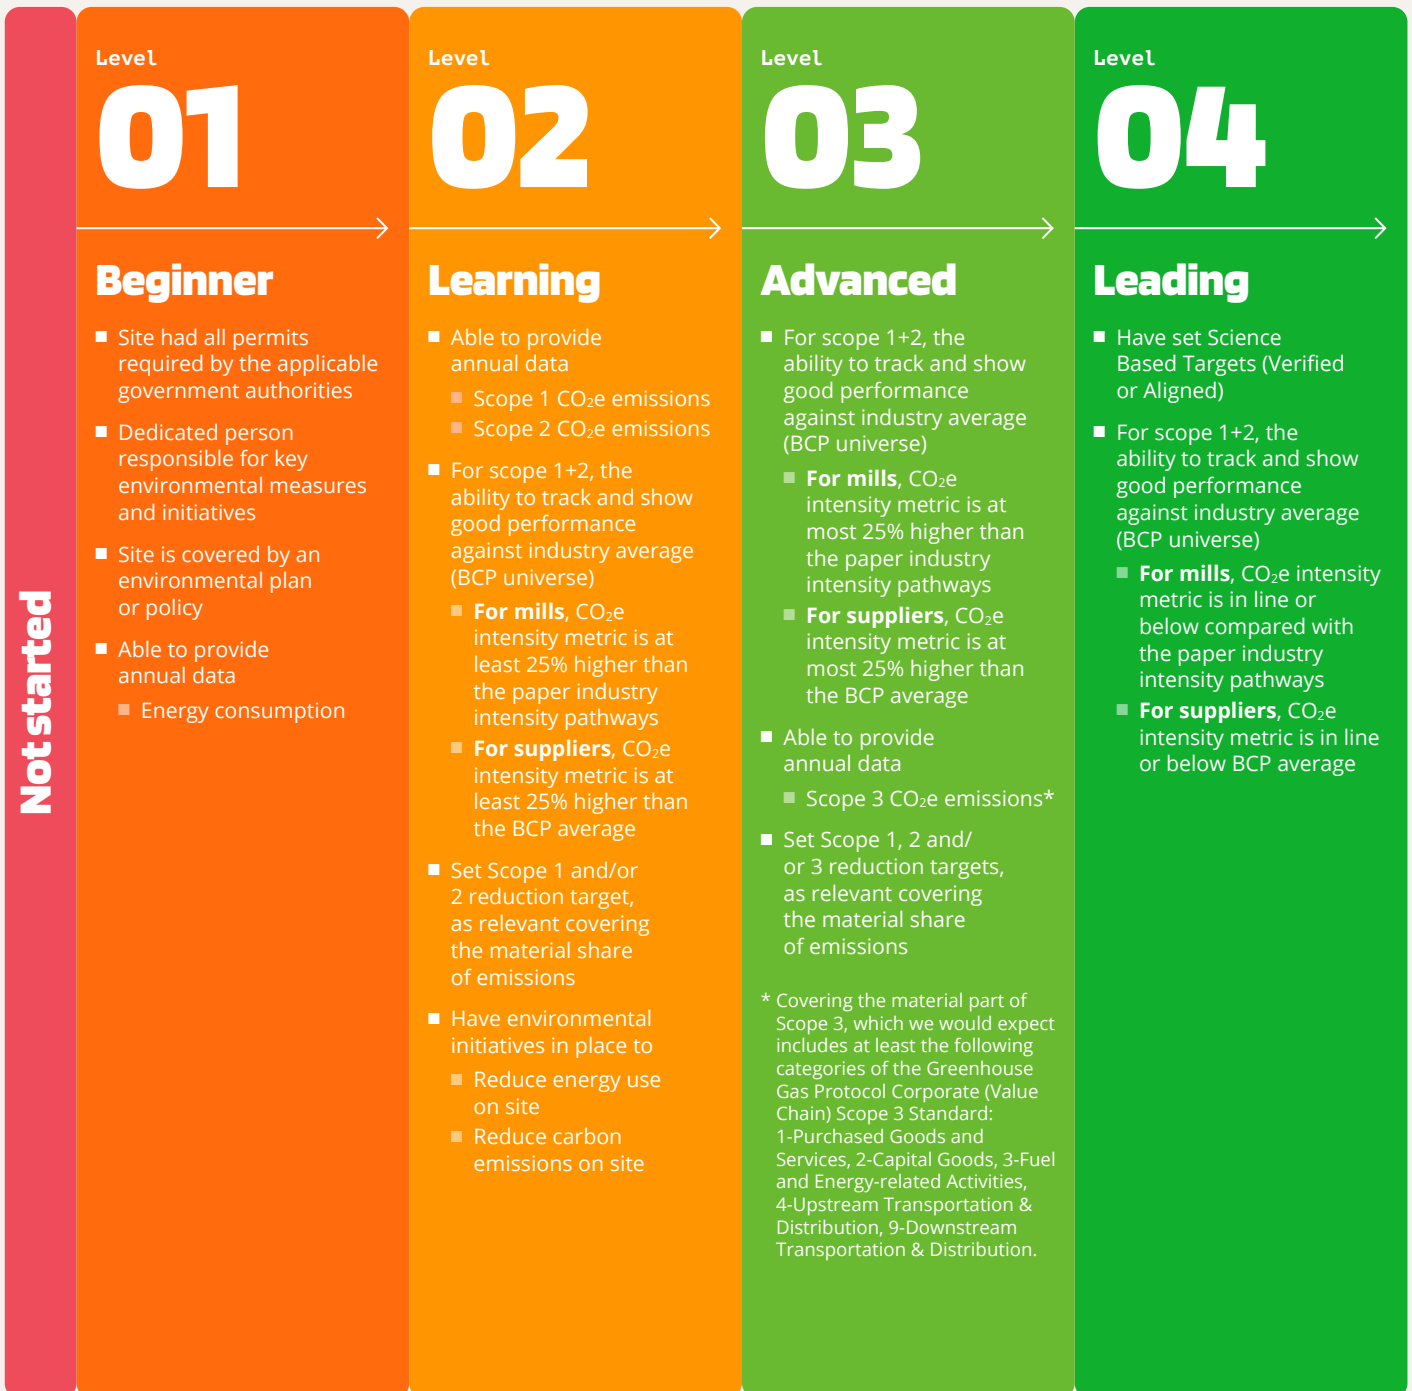 Not started
Level
01
Beginner
■ Site had all permits
required by the applicable
government authorities
■ Dedicated person
responsible for key
environmental measures
and initiatives
■ Site is covered by an
environmental plan
or policy
■ Able to provide
annual data
■ Energy consumption
Level
02
Learning
■ Able to provide
annual data
■ Scope 1 CO₂e emissions
■ Scope 2 CO₂e emissions
■ For scope 1+2, the
ability to track and show
good performance
against industry average
(BCP universe)
■ For mills, CO₂e
intensity metric is at
least 25% higher than
the paper industry
intensity pathways
■ For suppliers, CO₂e
intensity metric is at
least 25% higher than
the BCP average
■ Set Scope 1 and/or
2 reduction target,
as relevant covering
the material share
of emissions
■ Have environmental
initiatives in place to
■ Reduce energy use
on site
■ Reduce carbon
emissions on site
Level
03
Advanced
■ For scope 1+2, the
ability to track and show
good performance
against industry average
(BCP universe)
■ For mills, CO₂e
intensity metric is at
most 25% higher than
the paper industry
intensity pathways
■ For suppliers, CO₂e
intensity metric is at
most 25% higher than
the BCP average
■ Able to provide
annual data
■ Scope 3 CO₂e emissions*
■ Set Scope 1, 2 and/
or 3 reduction targets,
as relevant covering
the material share
of emissions
* Covering the material part of
Scope 3, which we would expect
includes at least the following
categories of the Greenhouse
Gas Protocol Corporate (Value
Chain) Scope 3 Standard:
1-Purchased Goods and
Services, 2-Capital Goods, 3-Fuel
and Energy-related Activities,
4-Upstream Transportation &
Distribution, 9-Downstream
Transportation & Distribution.
Level
04
Leading
■ Have set Science
Based Targets (Verified
or Aligned)
■ For scope 1+2, the
ability to track and show
good performance
against industry average
(BCP universe)
■ For mills, CO₂e intensity
metric is in line or
below compared with
the paper industry
intensity pathways
■ For suppliers, CO₂e
intensity metric is in line
or below BCP average